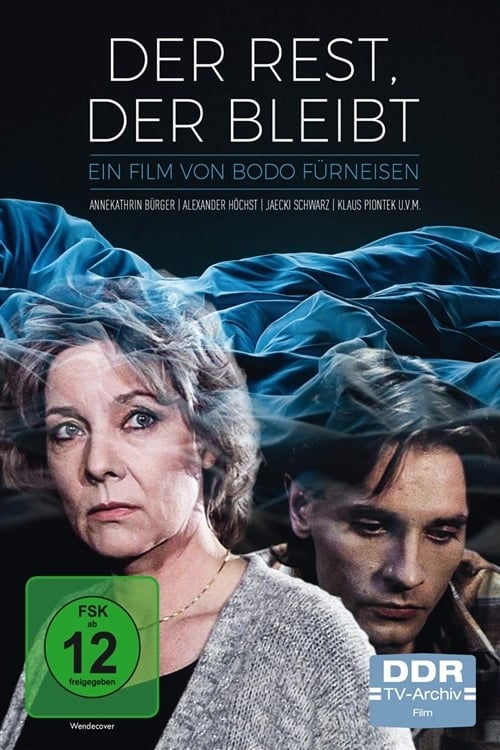 DER REST,
DER BLEIBT
EIN FILM VON BODO FÜRNEISEN
ANNEKATHRIN BÜRGER | ALEXANDER HÖCHST | JAECKI SCHWARZ | KLAUS PIONTEK U.V.M.
FSK
ab
12
freigegeben
Wendecover
DDR
TV-Archiv
Film